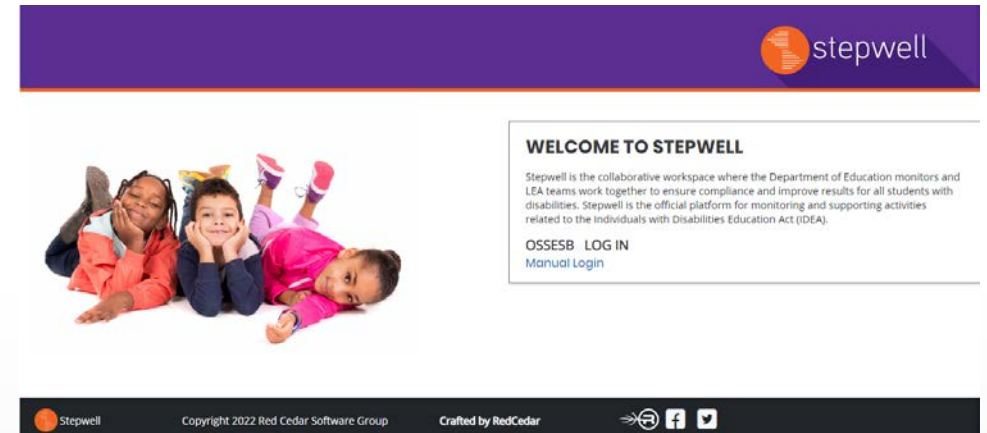 stepwell
WELCOME TO STEPWELL
Stepwell is the collaborative workspace where the Department of Education monitors and
LEA teams work together to ensure compliance and improve results for all students with
disabilities. Stepwell is the official platform for monitoring and supporting activities
related to the Individuals with Disabilities Education Act (IDEA).
OSSESB LOG IN
Manual Login
Stepwell Copyright 2022 Red Cedar Software Group Crafted by RedCedar